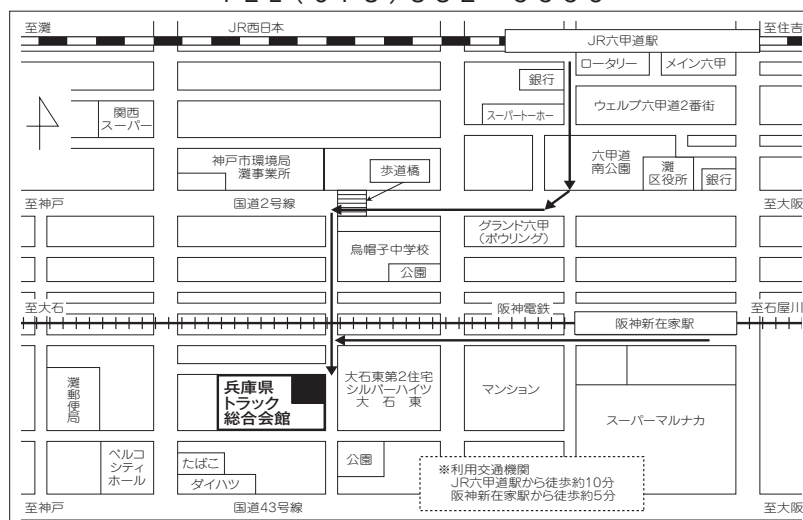 至灘
JR西日本
JR六甲道駅
至住吉
ロータリー
メイン六甲
銀行
関西
スーパー
スーパートーホー
ウェルブ六甲道2番街
神戸市環境局
灘事業所
歩道橋
六甲道
南公園
灘
区役所
銀行
至神戸
国道2号線
至大阪
グランド六甲
(ボウリング)
烏帽子中学校
公園
至大石
阪神電鉄
至石屋川
阪神新在家駅
灘郵便局
兵庫県
トラック
総合会館
大石東第2住宅
シルバーハイツ
大石東
マンション
スーパーマルナカ
ベルコ
シティ
ホール
たばこ
ダイハツ
公園
※利用交通機関
JR六甲道駅から徒歩約10分
阪神新在家駅から徒歩約5分
至神戸
国道43号線
至大阪